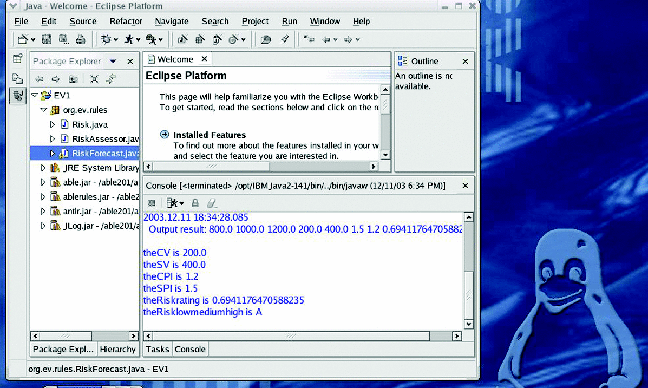 Java - Welcome - Eclipse Platform
File Edit Source Refactor Navigate Search Project Run Window Help
Package Explorer
EV1
org.ev.rules
Risk.java
RiskAssessor.jav
RiskForecast.java
JRE System Library
able.jar - /able201/
ablerules.jar - /able
antlr.jar - /able201/
JLog.jar - /able201/
Package Expl... Hierarchy
Welcome
Eclipse Platform
This page will help familiarize you with the Eclipse Workb
To get started, read the sections below and click on the r
Installed Features
To find out more about the features installed in your w
and select the feature you are interested in.
Outline
An outline is nc
available.
Console [<terminated> /opt/IBM_Java2-141/bin/../bin/javaw (12/11/03 6:34 PM)]
2003.12.11 18:34:28.085
Output result: 800.0 1000.0 1200.0 200.0 400.0 1.5 1.2 0.69411764705882
theCV is 200.0
theSV is 400.0
theCPI is 1.2
theSPI is 1.5
theRiskrating is 0.6941176470588235
theRisklowmediumhigh is A
Tasks Console
org.ev.rules.RiskForecast.java - EV1